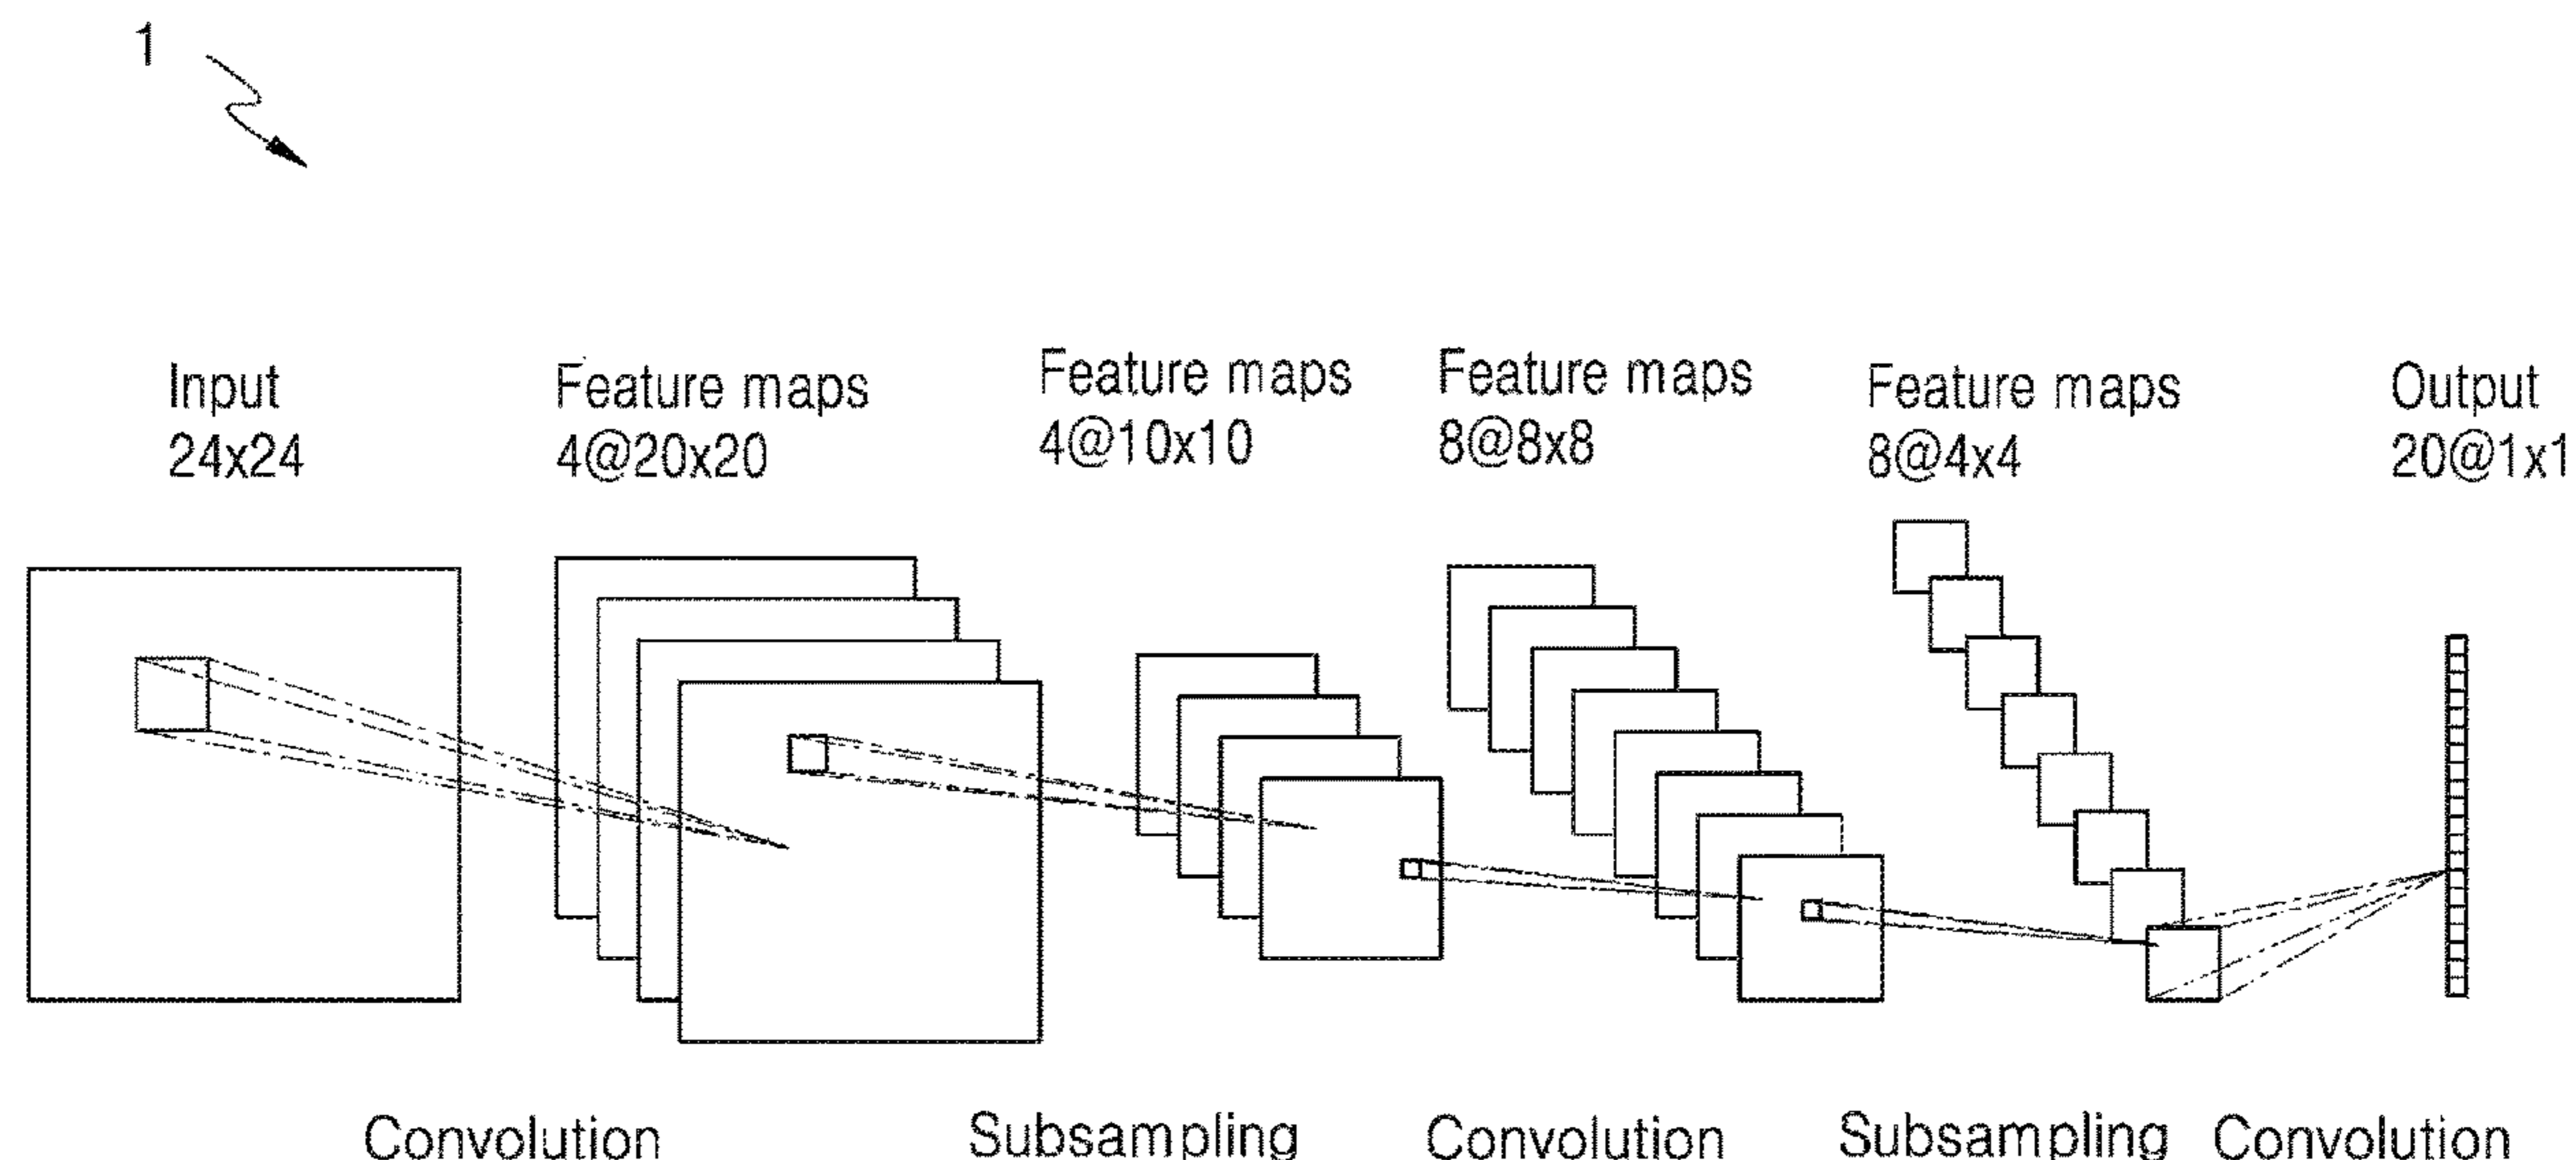 1
Input
24x24
Feature maps
4@20x20
Feature maps
4@10x10
Feature maps
8@8x8
Feature maps
8@4x4
Output
20@1x1
Convolution
Subsampling
Convolution
Subsampling
Convolution